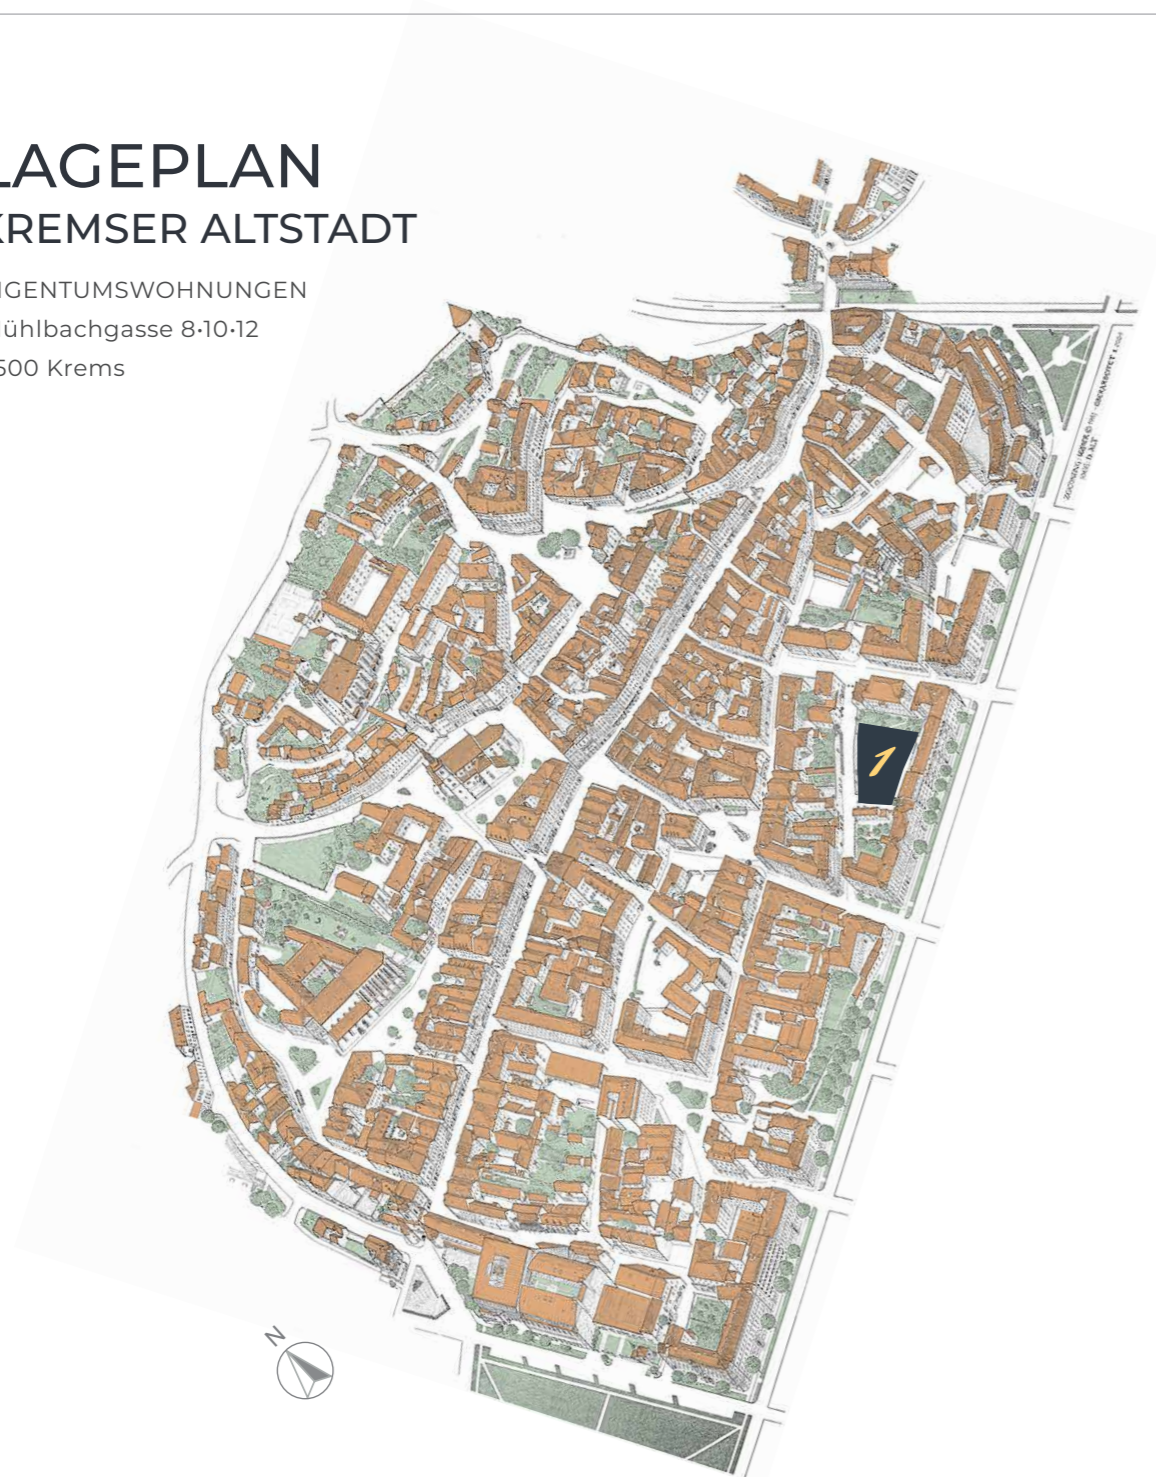 LAGEPLAN
KREMSER ALTSTADT
IGENTUMSWOHNUNGEN
ühlbachgasse 8·10·12
500 Krems
1
N